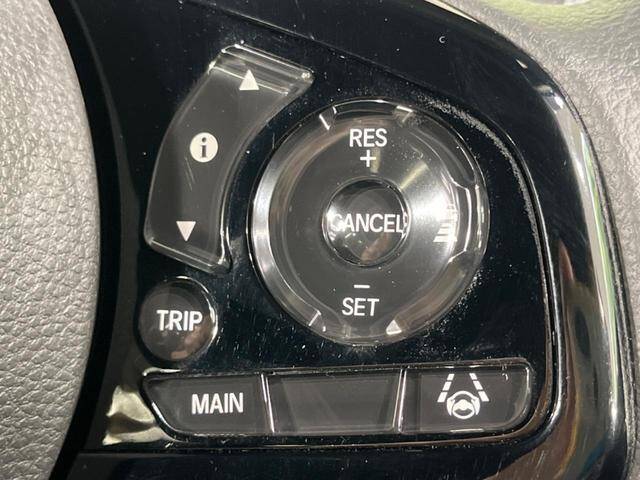 i
RES
+
CANCEL
−
SET
TRIP
MAIN